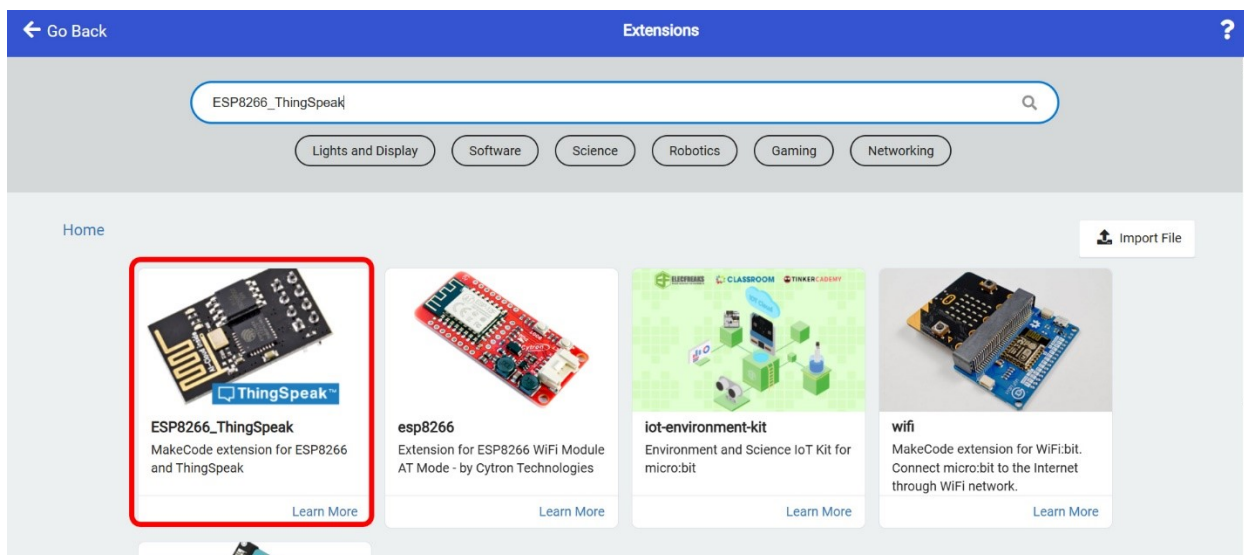 Go Back
Extensions
?
ESP8266_ThingSpeak
Lights and Display
Software
Science
Robotics
Gaming
Networking
Home
Import File
ThingSpeak™
ESP8266_ThingSpeak
MakeCode extension for ESP8266
and ThingSpeak
Learn More
esp8266
Extension for ESP8266 WiFi Module
AT Mode - by Cytron Technologies
Learn More
ELECFREAKS
CLASSROOM
TINKERCADEMY
iot-environment-kit
Environment and Science IoT Kit for
micro:bit
Learn More
wifi
MakeCode extension for WiFi:bit.
Connect micro:bit to the Internet
through WiFi network.
Learn More